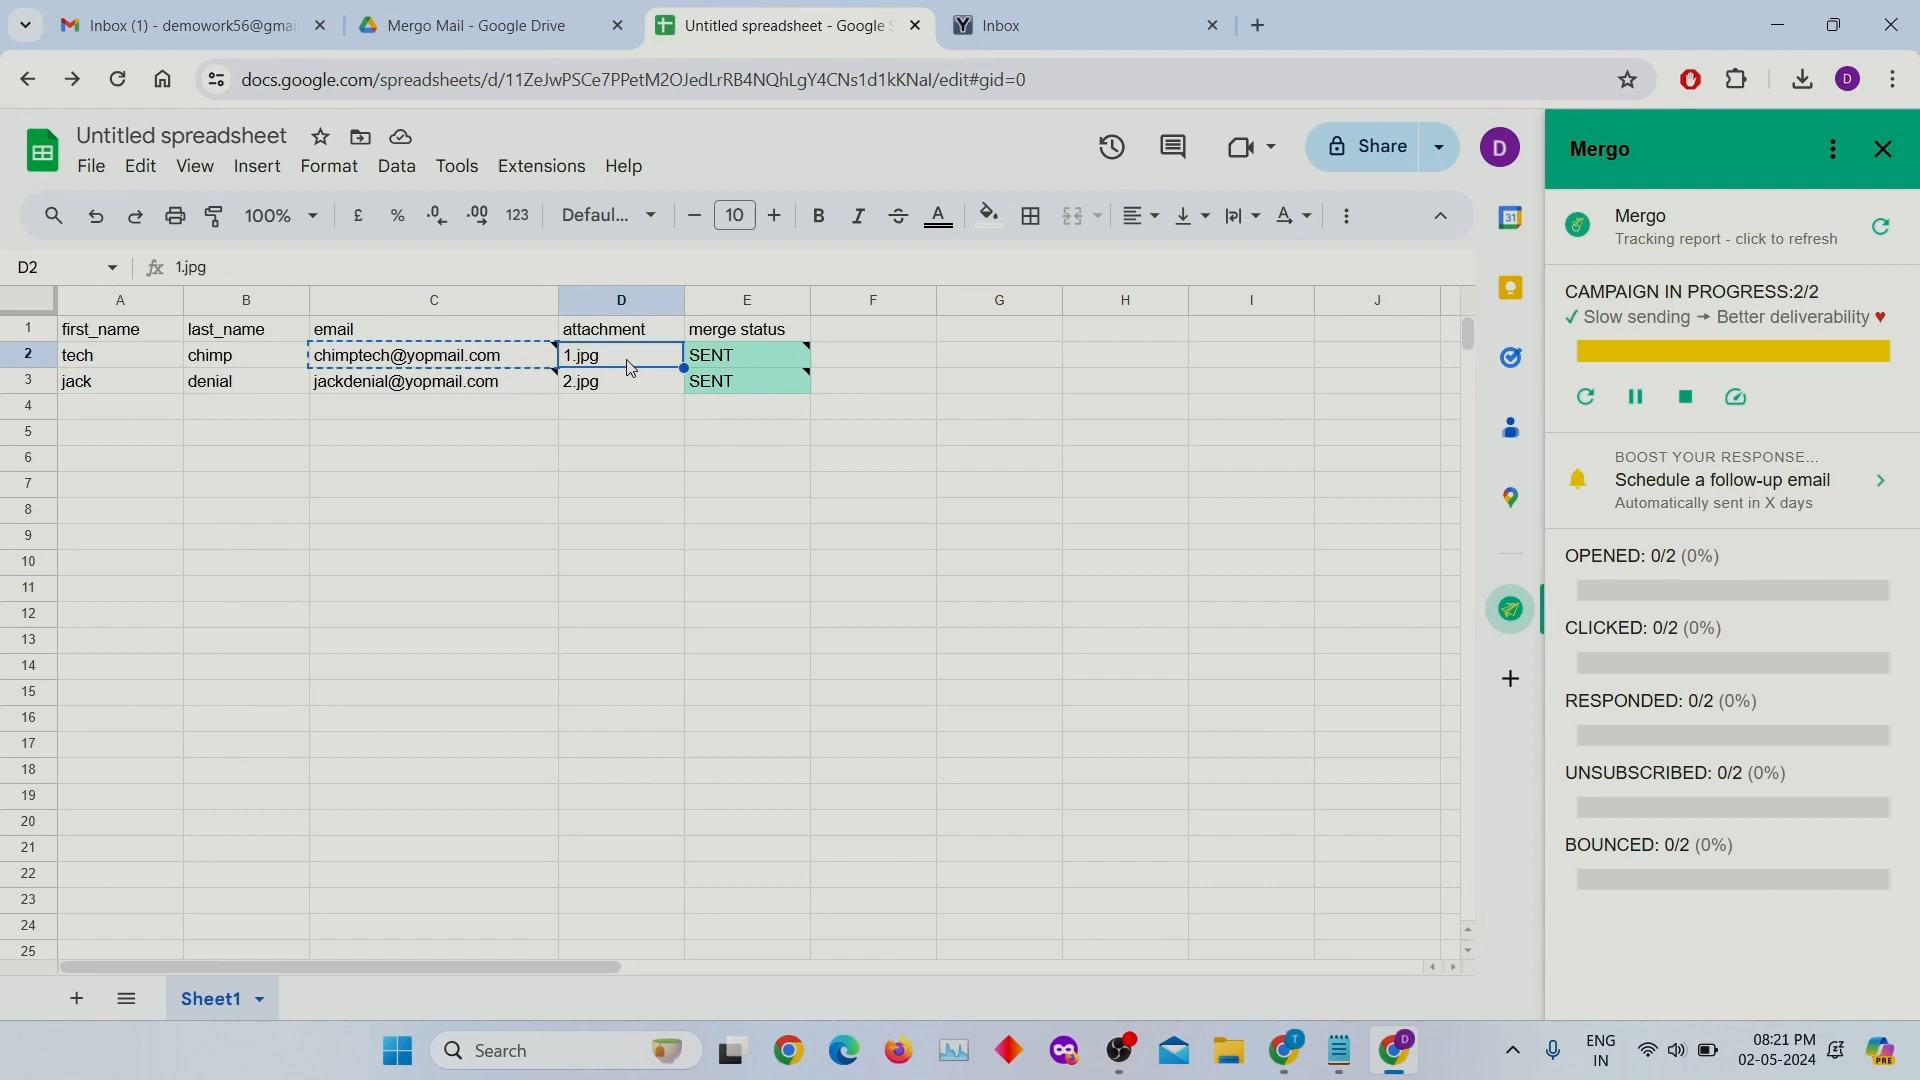 Inbox (1) - demowork56@gmai
Mergo Mail - Google Drive
Untitled spreadsheet - Google S
Inbox
docs.google.com/spreadsheets/d/11ZeJwPSCe7PPetM2OJedLrRB4NQhLgY4CNs1d1kKNaI/edit#gid=0
D
Untitled spreadsheet
File Edit View Insert Format Data Tools Extensions Help
Share
D
100% £ % .0 .00 123 Defaul... 10 B I A
D2 1.jpg
A B C D E F G H I J
1 first_name last_name email attachment merge status
2 tech chimp chimptech@yopmail.com 1.jpg SENT
3 jack denial jackdenial@yopmail.com 2.jpg SENT
4
5
6
7
8
9
10
11
12
13
14
15
16
17
18
19
20
21
22
23
24
25
Sheet1
31
Mergo
Mergo
Tracking report - click to refresh
CAMPAIGN IN PROGRESS:2/2
✓ Slow sending → Better deliverability ♥
BOOST YOUR RESPONSE...
Schedule a follow-up email
Automatically sent in X days
OPENED: 0/2 (0%)
CLICKED: 0/2 (0%)
RESPONDED: 0/2 (0%)
UNSUBSCRIBED: 0/2 (0%)
BOUNCED: 0/2 (0%)
Search
T
D
ENG
IN
08:21 PM
02-05-2024
PRE